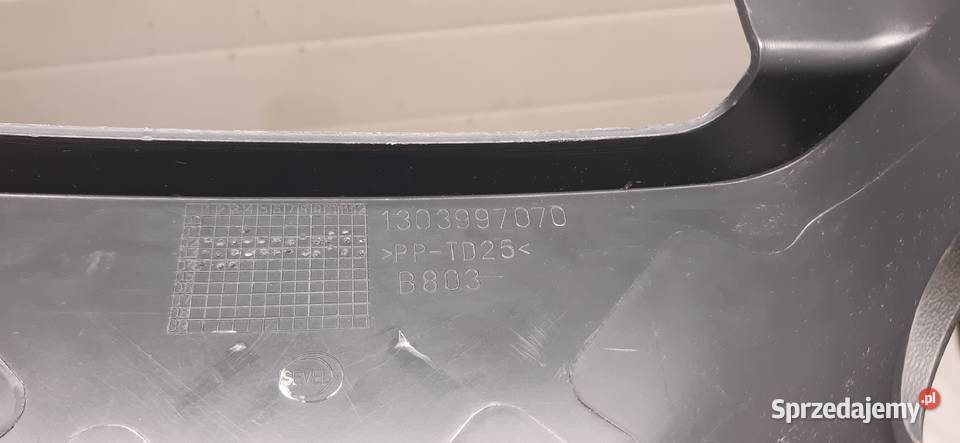 1303997070
>PP-TD25<
B803
SEVEL
Sprzedajemy.pl